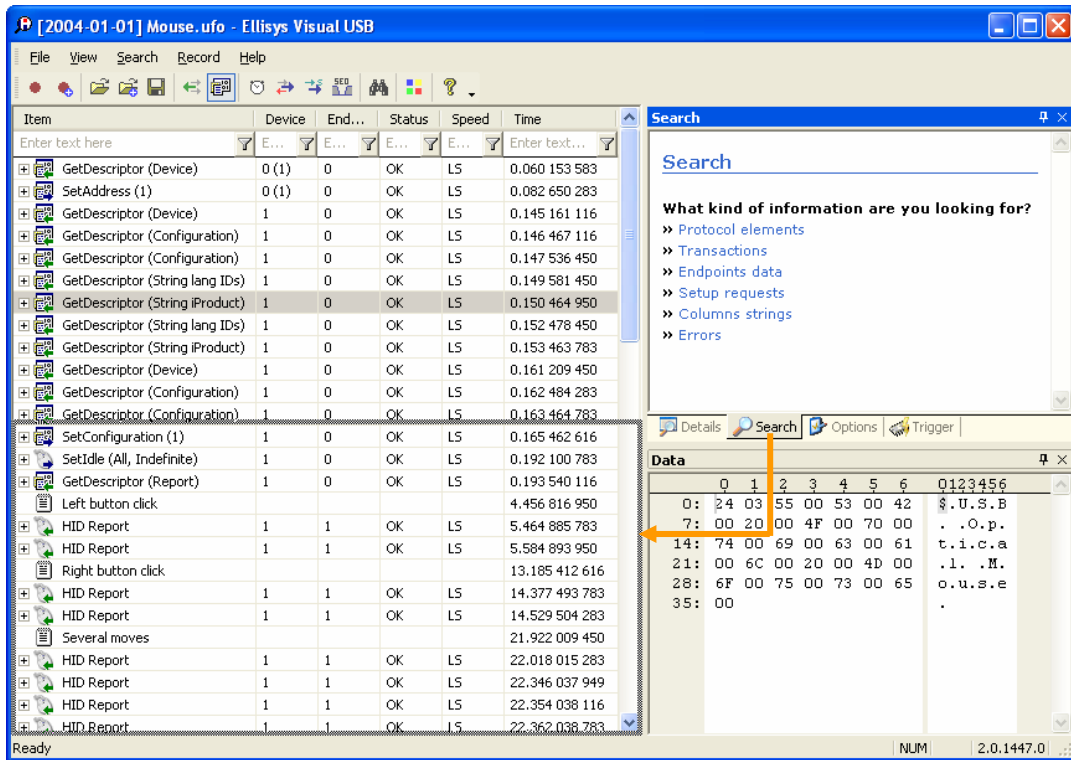 [2004-01-01] Mouse.ufo - Ellisys Visual USB
File View Search Record Help
SEQ
Item Device End... Status Speed Time
Enter text here E... E... E... E... Enter text...
GetDescriptor (Device) 0 (1) 0 OK LS 0.060 153 583
SetAddress (1) 0 (1) 0 OK LS 0.082 650 283
GetDescriptor (Device) 1 0 OK LS 0.145 161 116
GetDescriptor (Configuration) 1 0 OK LS 0.146 467 116
GetDescriptor (Configuration) 1 0 OK LS 0.147 536 450
GetDescriptor (String lang IDs) 1 0 OK LS 0.149 581 450
GetDescriptor (String iProduct) 1 0 OK LS 0.150 464 950
GetDescriptor (String lang IDs) 1 0 OK LS 0.152 478 450
GetDescriptor (String iProduct) 1 0 OK LS 0.153 463 783
GetDescriptor (Device) 1 0 OK LS 0.161 209 450
GetDescriptor (Configuration) 1 0 OK LS 0.162 484 283
GetDescriptor (Configuration) 1 0 OK LS 0.163 464 783
SetConfiguration (1) 1 0 OK LS 0.165 462 616
SetIdle (All, Indefinite) 1 0 OK LS 0.192 100 783
GetDescriptor (Report) 1 0 OK LS 0.193 540 116
Left button click 4.456 816 950
HID Report 1 1 OK LS 5.464 885 783
HID Report 1 1 OK LS 5.584 893 950
Right button click 13.185 412 616
HID Report 1 1 OK LS 14.377 493 783
HID Report 1 1 OK LS 14.529 504 283
Several moves 21.922 009 450
HID Report 1 1 OK LS 22.018 015 283
HID Report 1 1 OK LS 22.346 037 949
HID Report 1 1 OK LS 22.354 038 116
HID Report 1 1 OK LS 22.362 038 783
Search
Search
What kind of information are you looking for?
» Protocol elements
» Transactions
» Endpoints data
» Setup requests
» Columns strings
» Errors
Details Search Options Trigger
Data
0 1 2 3 4 5 6 0123456
0: 24 03 55 00 53 00 42 $.U.S.B
7: 00 20 00 4F 00 70 00 . .O.p.
14: 74 00 69 00 63 00 61 t.i.c.a
21: 00 6C 00 20 00 4D 00 .l. .M.
28: 6F 00 75 00 73 00 65 o.u.s.e
35: 00 .
Ready NUM 2.0.1447.0